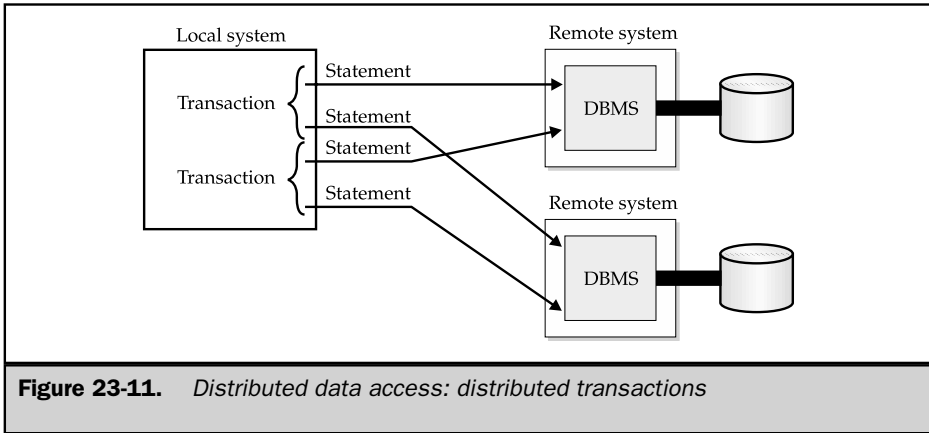 Local system
Remote system
Statement
Transaction
DBMS
Statement
Statement
Transaction
Statement
Remote system
DBMS
Figure 23-11. Distributed data access: distributed transactions